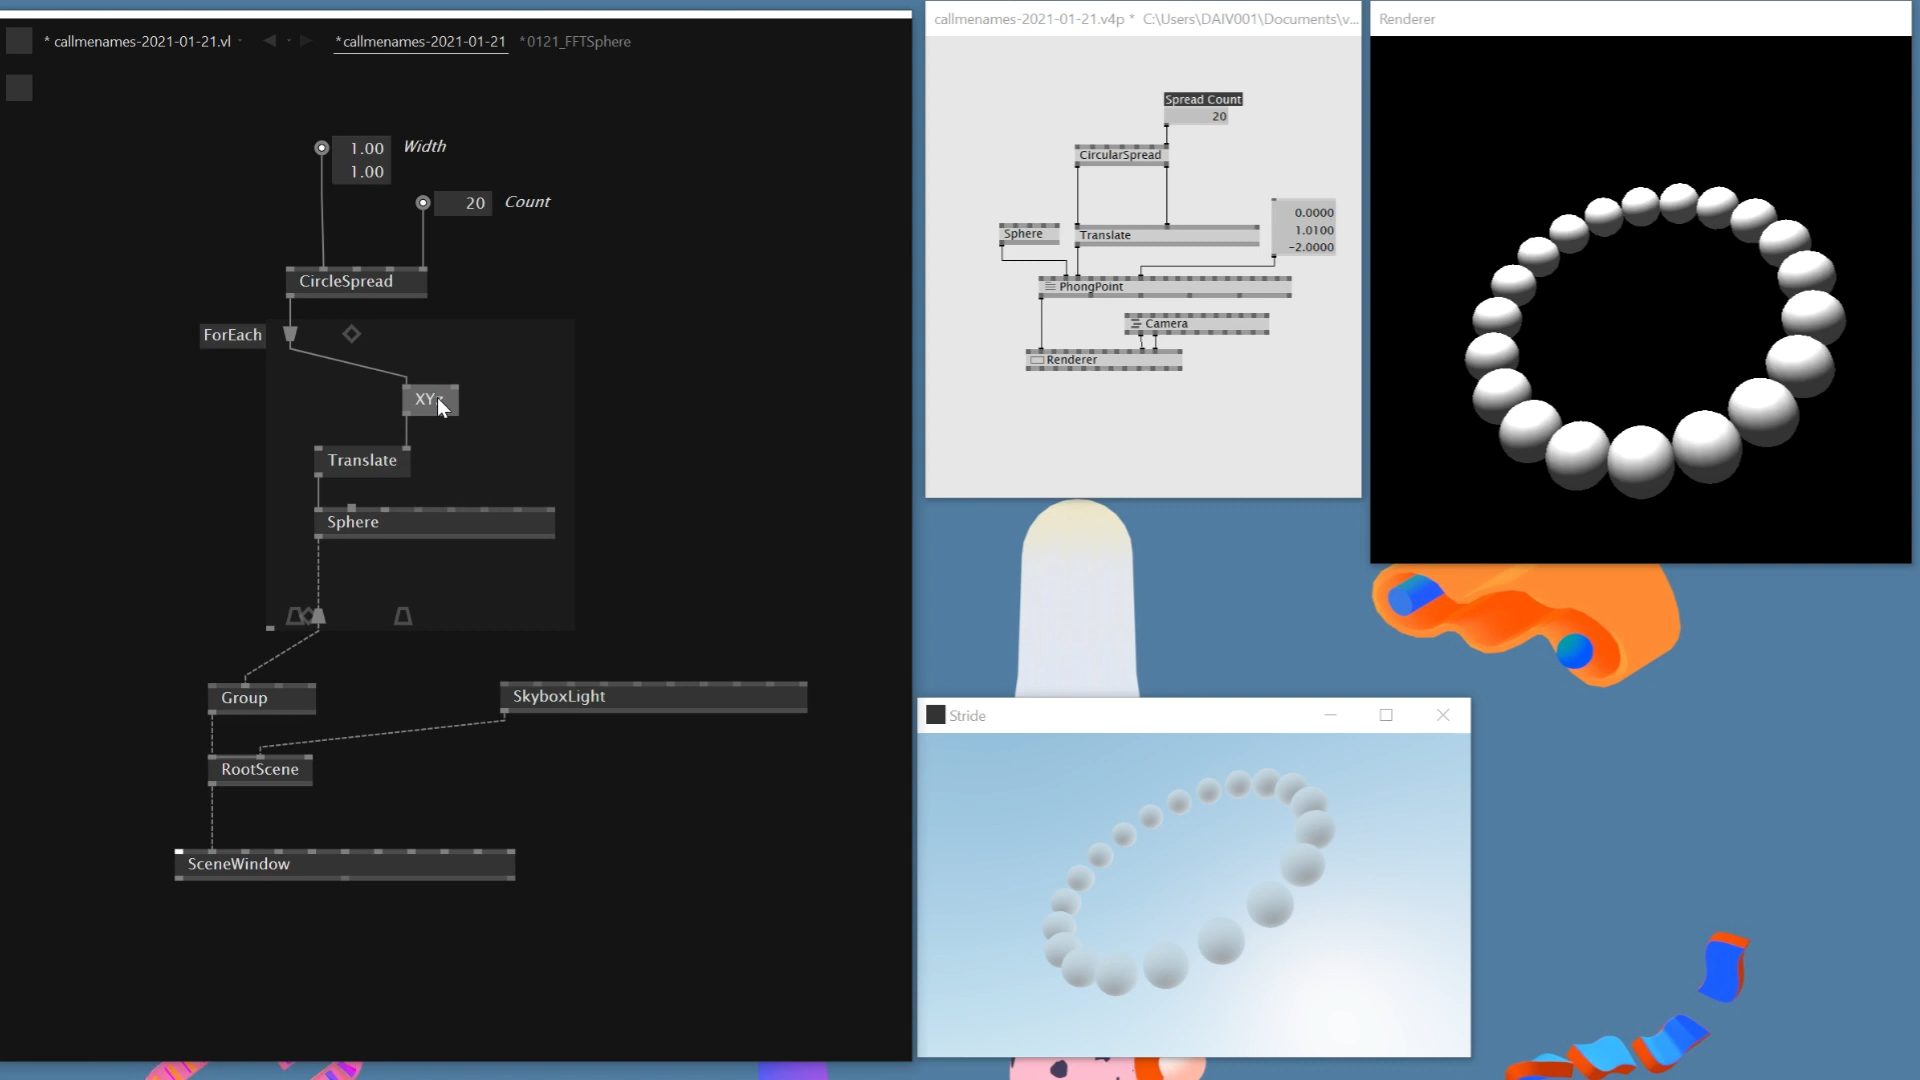 * callmenames-2021-01-21.vl
*callmenames-2021-01-21
*0121_FFTSphere
1.00
1.00
Width
20
Count
CircleSpread
ForEach
Translate
Sphere
Group
SkyboxLight
RootScene
SceneWindow
callmenames-2021-01-21.v4p * C:\Users\DAIV001\Documents\v...
Spread Count
20
CircularSpread
Sphere
Translate
0.0000
1.0100
-2.0000
PhongPoint
Camera
Renderer
Renderer
Stride